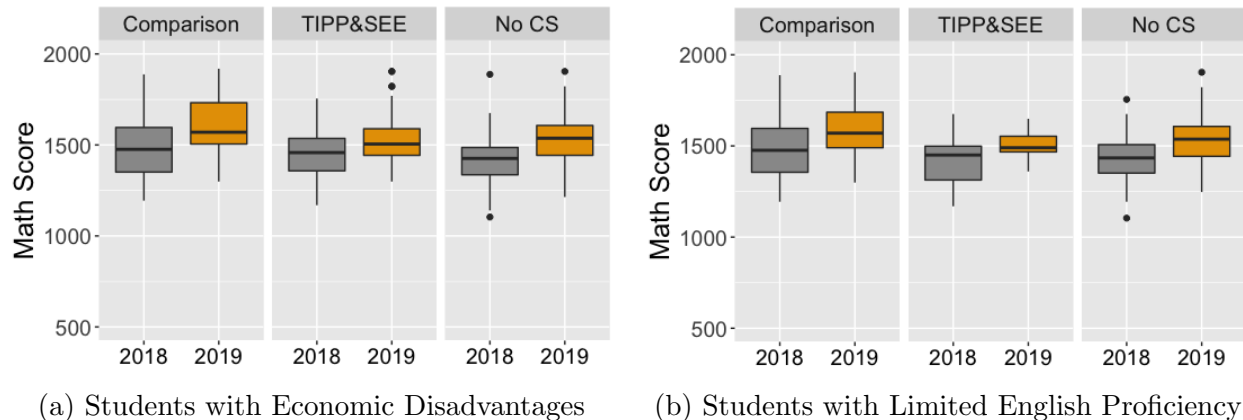 Comparison TIPP&SEE No CS
Math Score
2000
1500
1000
500
2018 2019 2018 2019 2018 2019
(a) Students with Economic Disadvantages
Comparison TIPP&SEE No CS
Math Score
2000
1500
1000
500
2018 2019 2018 2019 2018 2019
(b) Students with Limited English Proficiency